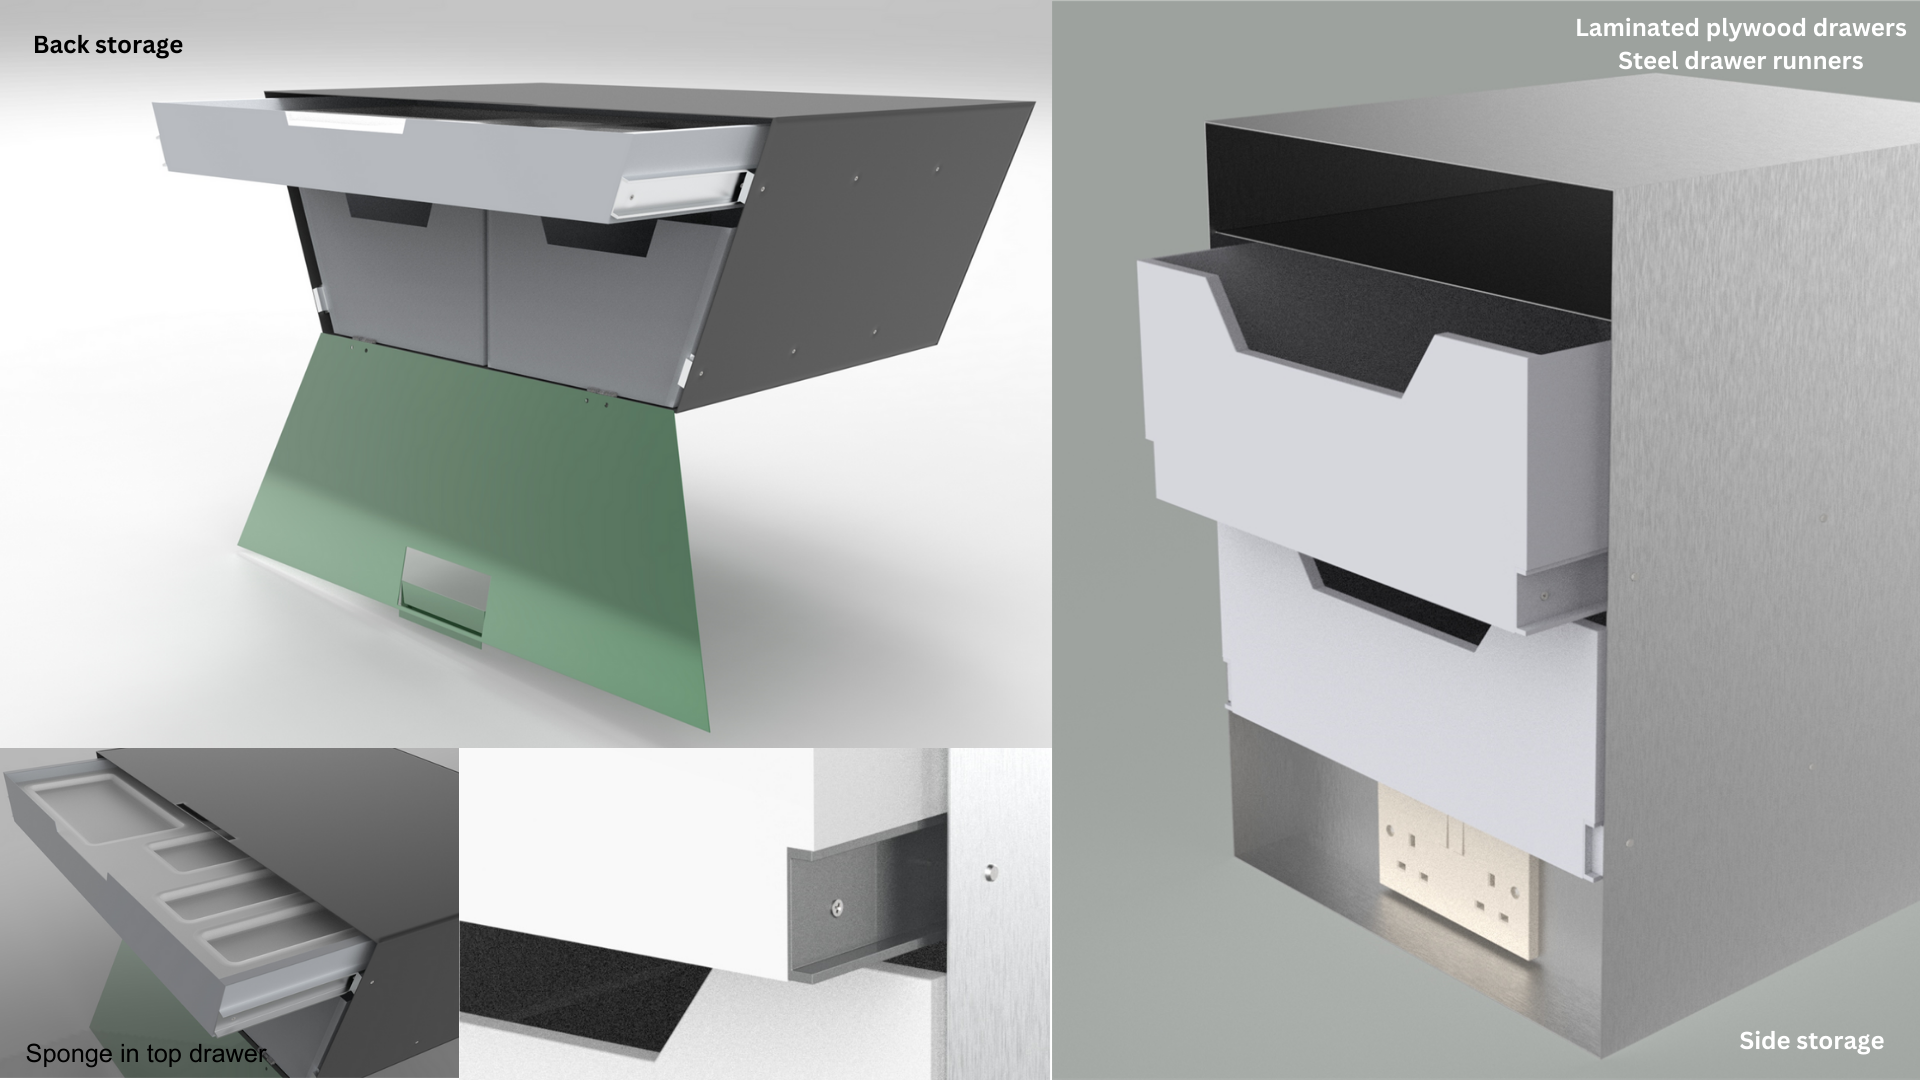 Back storage
Laminated plywood drawers
Steel drawer runners
Sponge in top drawer
Side storage